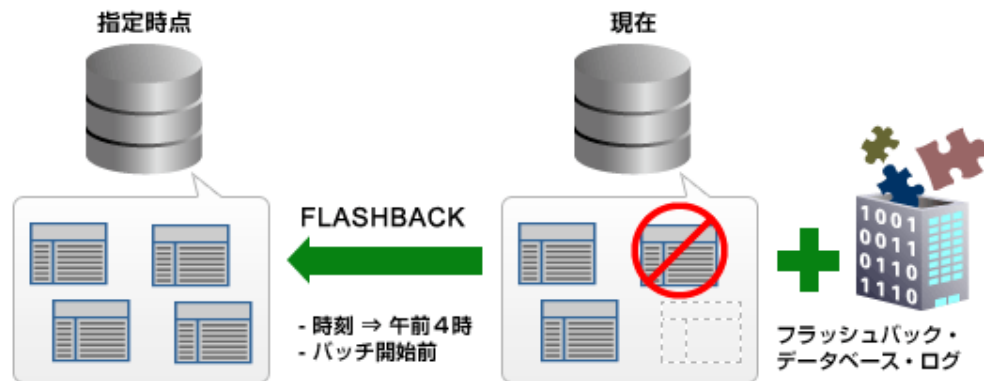 指定時点
現在
FLASHBACK
- 時刻 ⇒ 午前４時
- バッチ開始前
1001
0011
0110
1110
フラッシュバック・
データベース・ログ